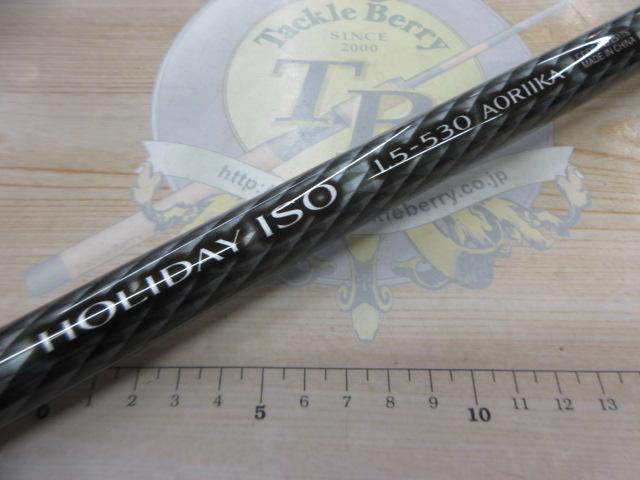 Tackle Berry
SINCE
2000
TB
http:
kleberry.co.jp
HOLIDAY ISO 1.5-530 AORIIKA
MADE IN CHINA
0 1 2 3 4 5 6 7 8 9 10 11 12 13